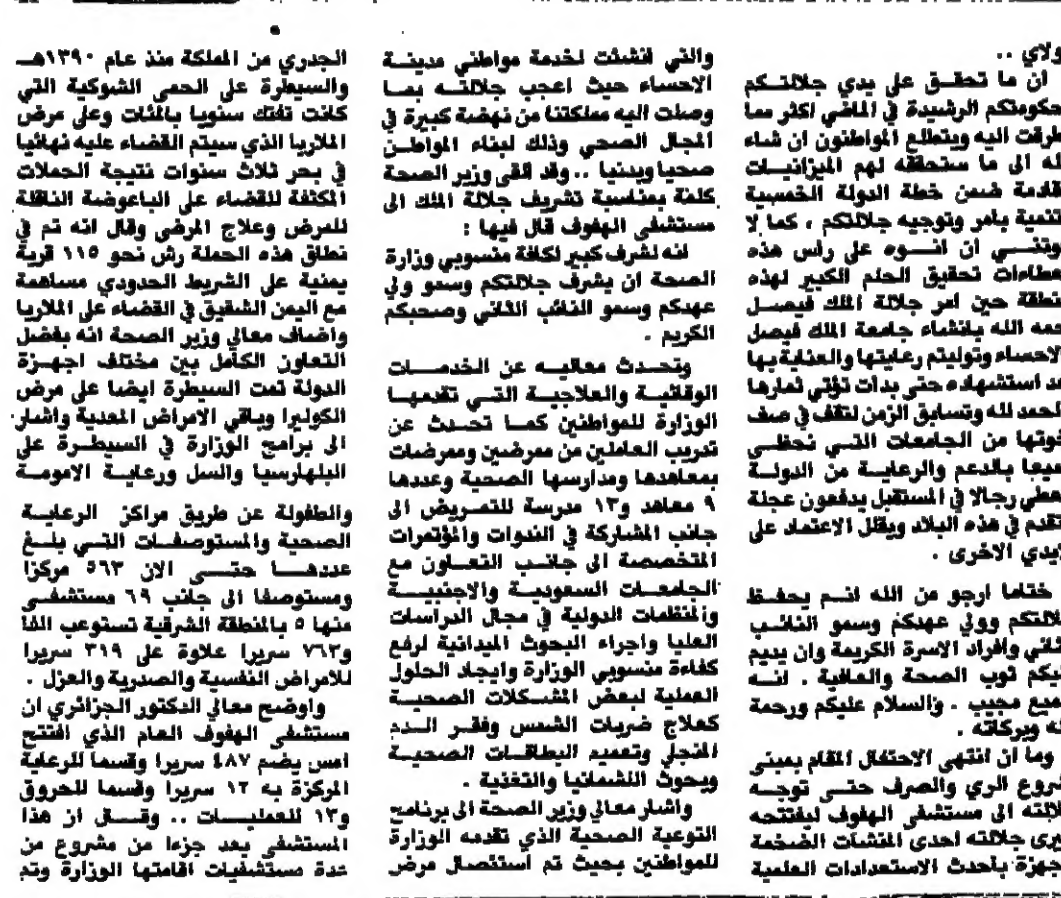 ولاي ..
ان ما تحقق على يدي جلالتكم
حكومتكم الرشيدة في الماضي اكثر مما
طرقت اليه ويتطلع المواطنون ان شاء
له الى ما ستحققه لهم الميزانيات
قادمة ضمن خطة الدولة الخمسية
تنمية بامر وتوجيه جلالتكم ، كما لا
وتني ان انوه على راس هذه
عطاءات تحقيق الحلم الكبير لهذه
نطقة حين امر جلالة الملك فيصل
حمه الله بانشاء جامعة الملك فيصل
لاحساء وتوليتم رعايتها والعناية بها
عد استشهاده حتى بدات تؤتي ثمارها
لحمد لله وتسابق الزمن لتقف في صف
خوتها من الجامعات التي تحظى
ميعا بالدعم والرعاية من الدولة
عطي رجالا في المستقبل يدفعون عجلة
تقدم في هذه البلاد ويقلل الاعتماد على
يدي الاخرى .
ختاما ارجو من الله ان يحفظ
لالتكم وولي عهدكم وسمو النائب
ثاني وافراد الاسرة الكريمة وان يديم
ليكم ثوب الصحة والعافية . انه
ميع مجيب . والسلام عليكم ورحمة
له وبركاته .
وما ان انتهى الاحتفال المقام بمبنى
شروع الري والصرف حتى توجه
لالته الى مستشفى الهفوف ليفتتحه
يرى جلالته احدى المنشآت الضخمة
جهزة باحدث الاستعدادات العلمية
والتي انشئت لخدمة مواطني مدينة
الاحساء حيث اعجب جلالته بما
وصلت اليه مملكتنا من نهضة كبيرة في
المجال الصحي وذلك لبناء المواطن
صحيا وبدنيا .. وقد القى وزير الصحة
كلمة بمناسبة تشريف جلالة الملك الى
مستشفى الهفوف قال فيها :
انه لشرف كبير لكافة منسوبي وزارة
الصحة ان يشرف جلالتكم وسمو ولي
عهدكم وسمو النائب الثاني وصحبكم
الكريم .
وتحدث معاليه عن الخدمات
الوقائية والعلاجية التي تقدمها
الوزارة للمواطنين كما تحدث عن
تدريب العاملين من ممرضين وممرضات
بمعاهدها ومدارسها الصحية وعددها
٩ معاهد و١٣ مدرسة للتمريض الى
جانب المشاركة في الندوات والمؤتمرات
المتخصصة الى جانب التعاون مع
الجامعات السعودية والاجنبية
والمنظمات الدولية في مجال الدراسات
العليا واجراء البحوث الميدانية لرفع
كفاءة منسوبي الوزارة وايجاد الحلول
العملية لبعض المشكلات الصحية
كعلاج ضربات الشمس وفقر الدم
المنجلي وتعميم البطاقات الصحية
وبحوث اللشمانيا والتغذية .
واشار معالي وزير الصحة الى برنامج
التوعية الصحية الذي تقدمه الوزارة
للمواطنين بحيث تم استئصال مرض
الجدري من المملكة منذ عام ١٣٩٠هـ
والسيطرة على الحمى الشوكية التي
كانت تفتك سنويا بالمئات وعلى مرض
الملاريا الذي سيتم القضاء عليه نهائيا
في بحر ثلاث سنوات نتيجة الحملات
المكثفة للقضاء على الباعوضة الناقلة
للمرض وعلاج المرضى وقال انه تم في
نطاق هذه الحملة رش نحو ١١٥ قرية
يمنية على الشريط الحدودي مساهمة
مع اليمن الشقيق في القضاء على الملاريا
واضاف معالي وزير الصحة انه بفضل
التعاون الكامل بين مختلف اجهزة
الدولة تمت السيطرة ايضا على مرض
الكوليرا وباقي الامراض المعدية واشار
الى برامج الوزارة في السيطرة على
البلهارسيا والسل ورعاية الامومة
والطفولة عن طريق مراكز الرعاية
الصحية والمستوصفات التي بلغ
عددها حتى الان ٥٦٣ مركزا
ومستوصفا الى جانب ٦٩ مستشفى
منها ٥ بالمنطقة الشرقية تستوعب الفا
و٧٦٢ سريرا علاوة على ٣١٩ سريرا
للامراض النفسية والصدرية والعزل .
واوضح معالي الدكتور الجزائري ان
مستشفى الهفوف العام الذي افتتح
امس يضم ٤٨٧ سريرا وقسما للرعاية
المركزة به ١٢ سريرا وقسما للحروق
و١٣ للعمليات .. وقال ان هذا
المستشفى يعد جزءا من مشروع من
عدة مستشفيات اقامتها الوزارة وتم